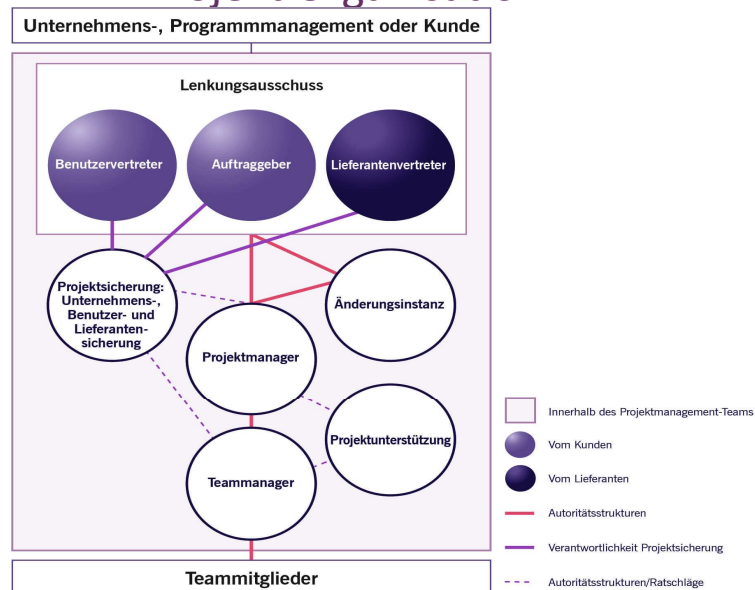 Unternehmens-, Programmmanagement oder Kunde
Lenkungsausschuss
Benutzervertreter
Auftraggeber
Lieferantenvertreter
Projektsicherung:
Unternehmens-,
Benutzer- und
Lieferanten-
sicherung
Änderungsinstanz
Projektmanager
Projektunterstützung
Teammanager
Teammitglieder
Innerhalb des Projektmanagement-Teams
Vom Kunden
Vom Lieferanten
Autoritätsstrukturen
Verantwortlichkeit Projektsicherung
Autoritätsstrukturen/Ratschläge